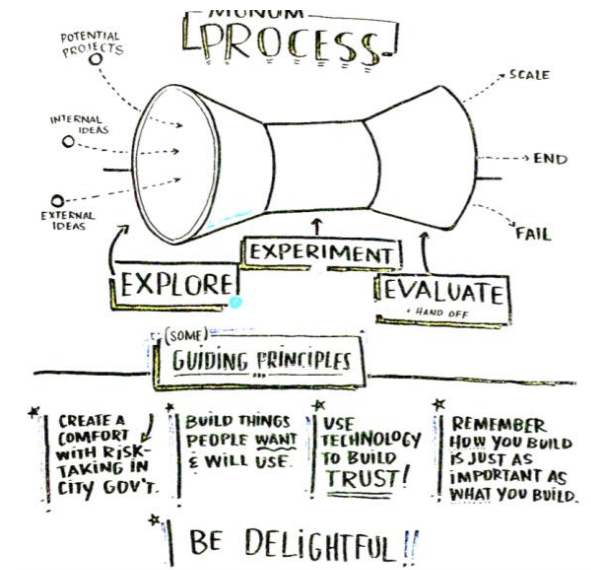 MONUM
PROCESS
POTENTIAL
PROJECTS
INTERNAL
IDEAS
EXTERNAL
IDEAS
SCALE
END
FAIL
EXPLORE
EXPERIMENT
EVALUATE
+ HAND OFF
(SOME)
GUIDING PRINCIPLES
CREATE A
COMFORT
WITH RISK-
TAKING IN
CITY GOV'T.
BUILD THINGS
PEOPLE WANT
& WILL USE.
USE
TECHNOLOGY
TO BUILD
TRUST!
REMEMBER
HOW YOU BUILD
IS JUST AS
IMPORTANT AS
WHAT YOU BUILD.
BE DELIGHTFUL!!